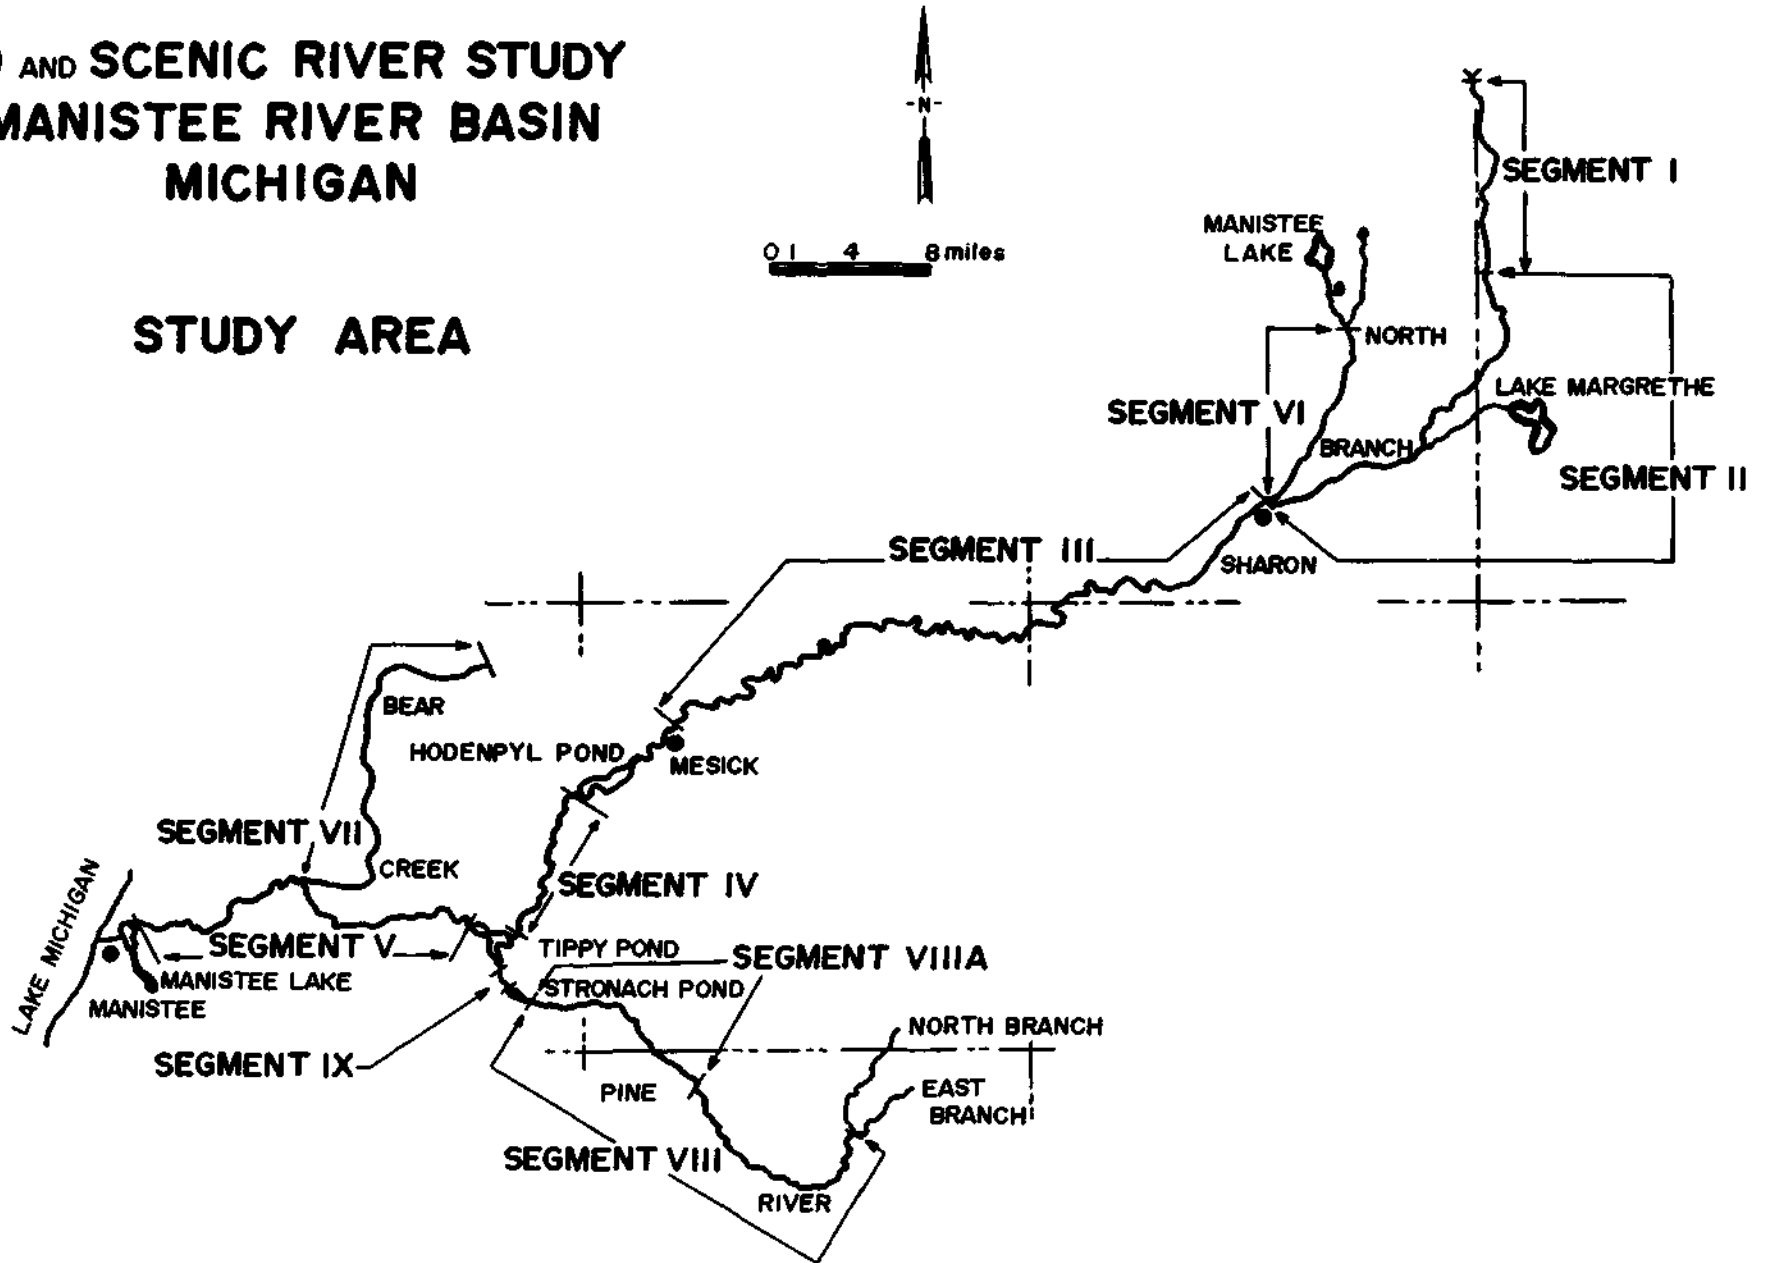 AND SCENIC RIVER STUDY
MANISTEE RIVER BASIN
MICHIGAN
STUDY AREA
-N-
0 1 4 8 miles
SEGMENT I
MANISTEE
LAKE
NORTH
LAKE MARGRETHE
SEGMENT VI
BRANCH
SEGMENT II
SEGMENT III
SHARON
BEAR
HODENPYL POND
MESICK
SEGMENT VII
CREEK
SEGMENT IV
LAKE MICHIGAN
SEGMENT V
TIPPY POND
SEGMENT VIIIA
MANISTEE LAKE
STRONACH POND
MANISTEE
NORTH BRANCH
SEGMENT IX
PINE
EAST
BRANCH
SEGMENT VIII
RIVER